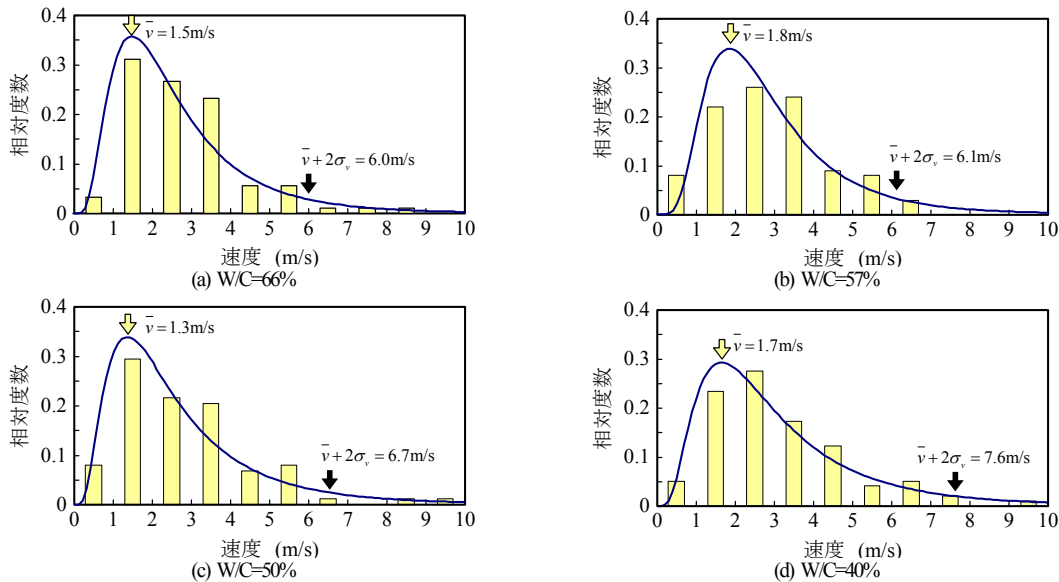 0.4
0.3
0.2
0.1
0
相対度数
v̄ = 1.5m/s
v̄ + 2σᵥ = 6.0m/s
0 1 2 3 4 5 6 7 8 9 10
速度 (m/s)
(a) W/C=66%
0.4
0.3
0.2
0.1
0
相対度数
v̄ = 1.8m/s
v̄ + 2σᵥ = 6.1m/s
0 1 2 3 4 5 6 7 8 9 10
速度 (m/s)
(b) W/C=57%
0.4
0.3
0.2
0.1
0
相対度数
v̄ = 1.3m/s
v̄ + 2σᵥ = 6.7m/s
0 1 2 3 4 5 6 7 8 9 10
速度 (m/s)
(c) W/C=50%
0.4
0.3
0.2
0.1
0
相対度数
v̄ = 1.7m/s
v̄ + 2σᵥ = 7.6m/s
0 1 2 3 4 5 6 7 8 9 10
速度 (m/s)
(d) W/C=40%